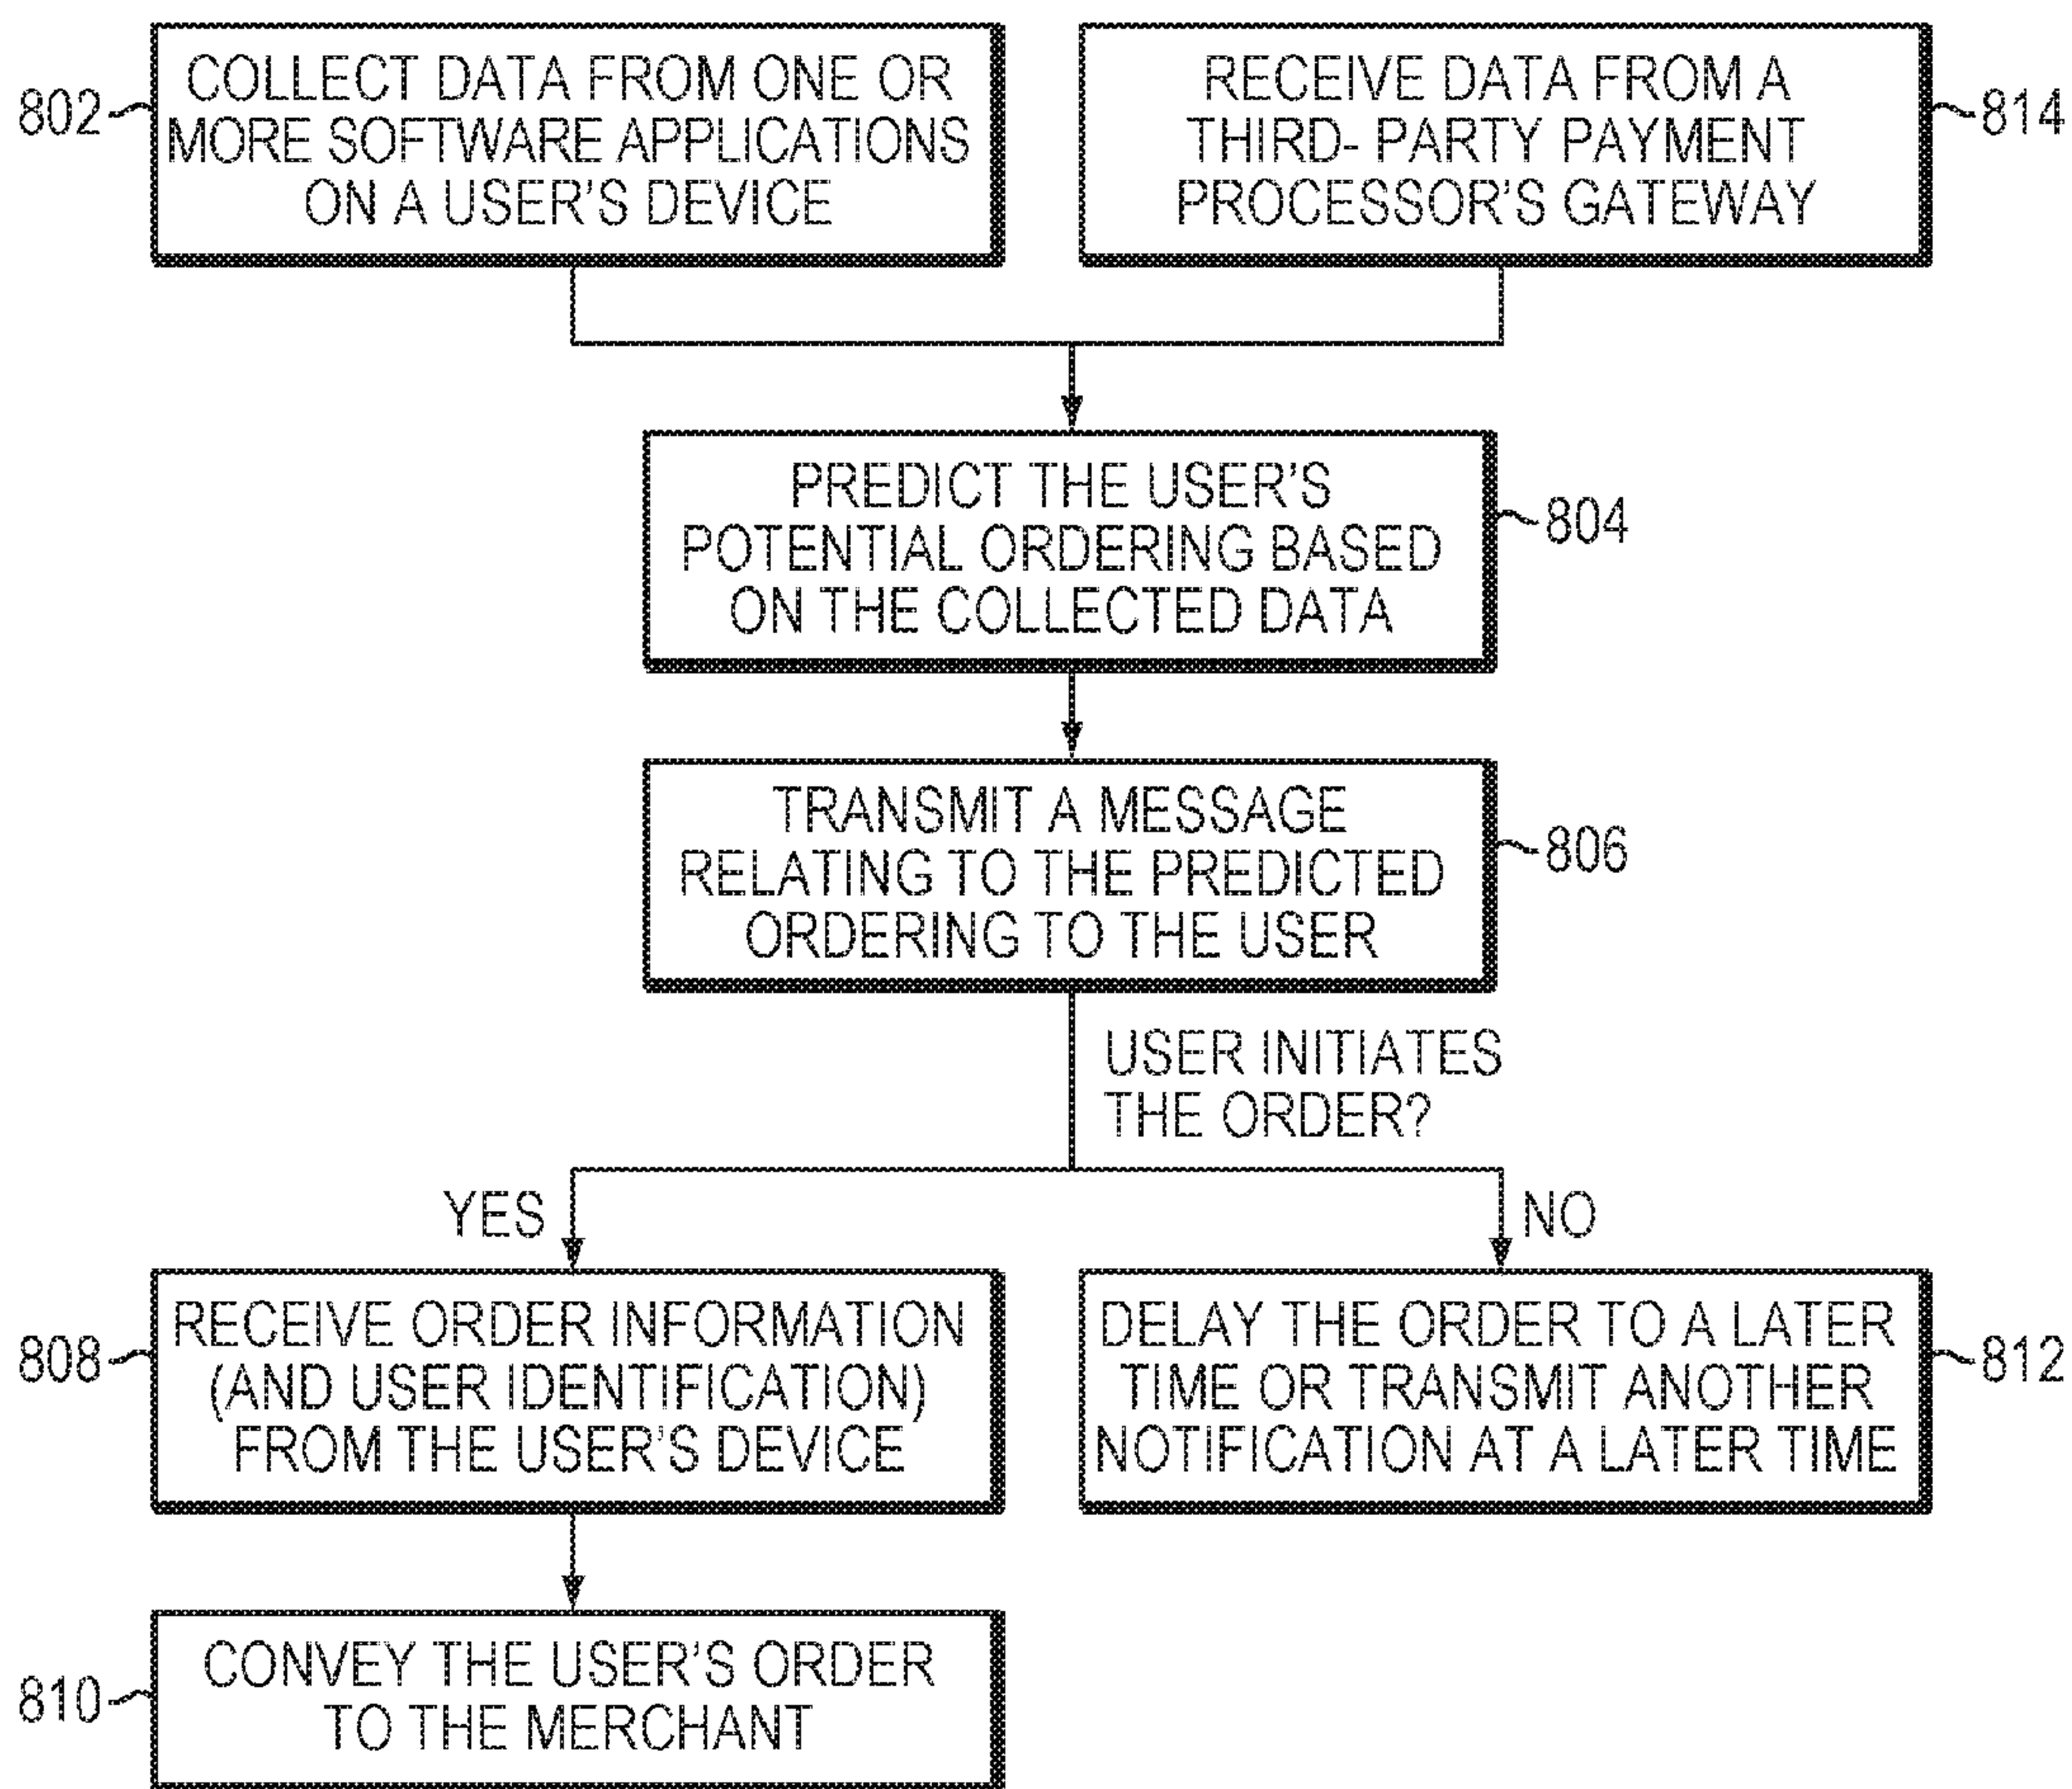 802
COLLECT DATA FROM ONE OR
MORE SOFTWARE APPLICATIONS
ON A USER'S DEVICE
RECEIVE DATA FROM A
THIRD- PARTY PAYMENT
PROCESSOR'S GATEWAY
814
PREDICT THE USER'S
POTENTIAL ORDERING BASED
ON THE COLLECTED DATA
804
TRANSMIT A MESSAGE
RELATING TO THE PREDICTED
ORDERING TO THE USER
806
USER INITIATES
THE ORDER?
YES
NO
808
RECEIVE ORDER INFORMATION
(AND USER IDENTIFICATION)
FROM THE USER'S DEVICE
DELAY THE ORDER TO A LATER
TIME OR TRANSMIT ANOTHER
NOTIFICATION AT A LATER TIME
812
810
CONVEY THE USER'S ORDER
TO THE MERCHANT